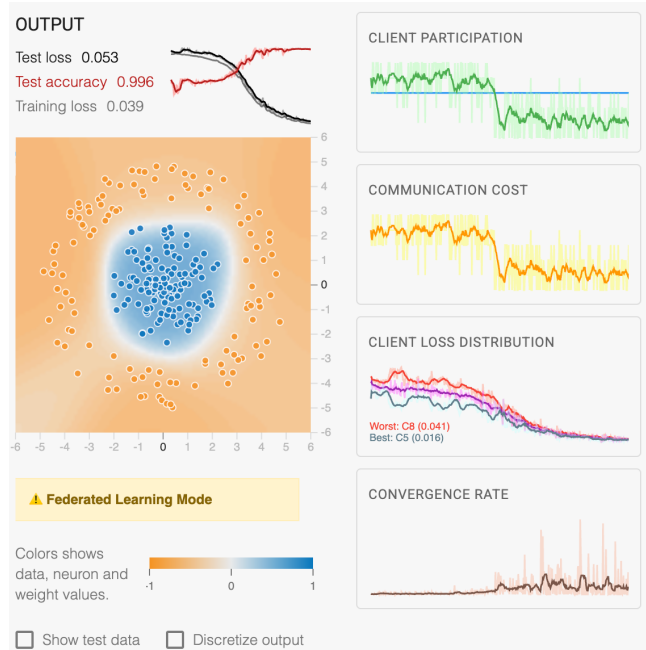 OUTPUT
Test loss 0.053
Test accuracy 0.996
Training loss 0.039
6
5
4
3
2
1
0
-1
-2
-3
-4
-5
-6
-6 -5 -4 -3 -2 -1 0 1 2 3 4 5 6
⚠️ Federated Learning Mode
Colors shows
data, neuron and
weight values.
-1 0 1
Show test data Discretize output
CLIENT PARTICIPATION
COMMUNICATION COST
CLIENT LOSS DISTRIBUTION
Worst: C8 (0.041)
Best: C5 (0.016)
CONVERGENCE RATE